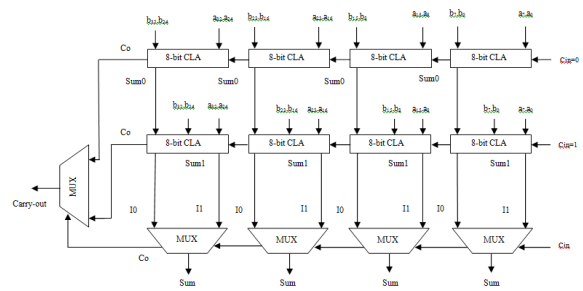 b31,b24 a31,a24 b23,b16 a23,a16 b15,b8 a15,a8 b7-b0 a7-a0
Co 8-bit CLA 8-bit CLA 8-bit CLA 8-bit CLA Cin=0
Sum0 Sum0 Sum0 Sum0
b31,b24 a31,a24 b23,b16 a23,a16 b15,b8 a15,a8 b7-b0 a7-a0
Co 8-bit CLA 8-bit CLA 8-bit CLA 8-bit CLA Cin=1
Sum1 Sum1 Sum1 Sum1
MUX
Carry-out
I0 I1 I0 I1 I0 I1 I0 I1
MUX MUX MUX MUX Cin
Co
Sum Sum Sum Sum